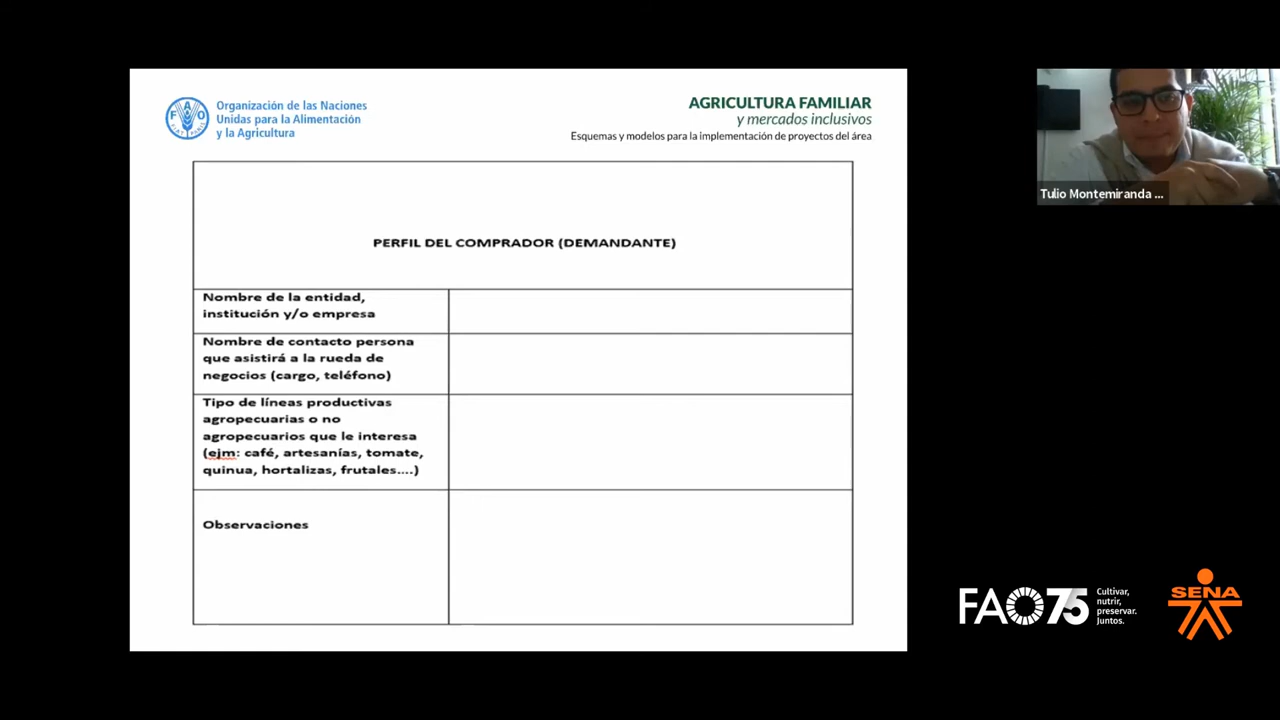 Organización de las Naciones
Unidas para la Alimentación
y la Agricultura
FAO
FIAT PANIS
AGRICULTURA FAMILIAR
y mercados inclusivos
Esquemas y modelos para la implementación de proyectos del área
PERFIL DEL COMPRADOR (DEMANDANTE)
Nombre de la entidad,
institución y/o empresa
Nombre de contacto persona
que asistirá a la rueda de
negocios (cargo, teléfono)
Tipo de líneas productivas
agropecuarias o no
agropecuarios que le interesa
(ejm: café, artesanías, tomate,
quinua, hortalizas, frutales....)
Observaciones
Tulio Montemiranda ...
FAO75
Cultivar,
nutrir,
preservar.
Juntos.
SENA